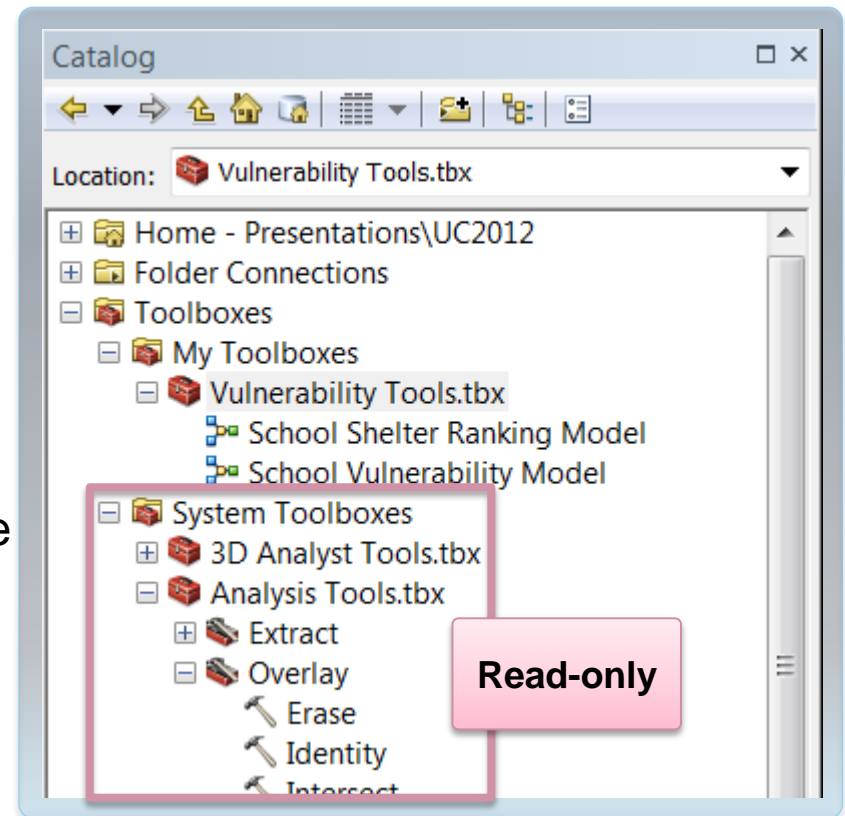 Catalog
Location: Vulnerability Tools.tbx
Home - Presentations\UC2012
Folder Connections
Toolboxes
My Toolboxes
Vulnerability Tools.tbx
School Shelter Ranking Model
School Vulnerability Model
System Toolboxes
e
3D Analyst Tools.tbx
Analysis Tools.tbx
Extract
Overlay
Read-only
Erase
Identity
Intersect